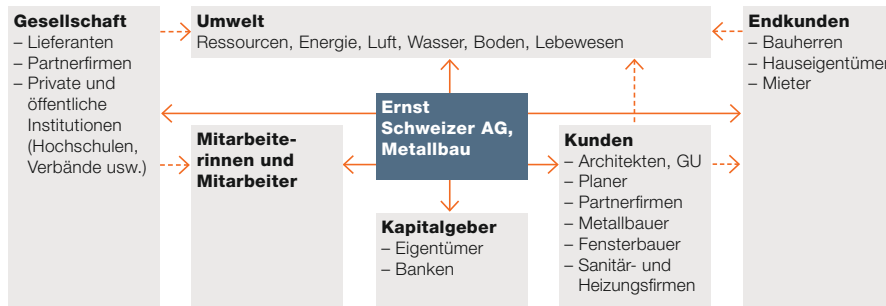 Gesellschaft
– Lieferanten
– Partnerfirmen
– Private und
öffentliche
Institutionen
(Hochschulen,
Verbände usw.)
Umwelt
Ressourcen, Energie, Luft, Wasser, Boden, Lebewesen
Endkunden
– Bauherren
– Hauseigentümer
– Mieter
Ernst
Schweizer AG,
Metallbau
Mitarbeite-
rinnen und
Mitarbeiter
Kunden
– Architekten, GU
– Planer
– Partnerfirmen
– Metallbauer
– Fensterbauer
– Sanitär- und
Heizungsfirmen
Kapitalgeber
– Eigentümer
– Banken